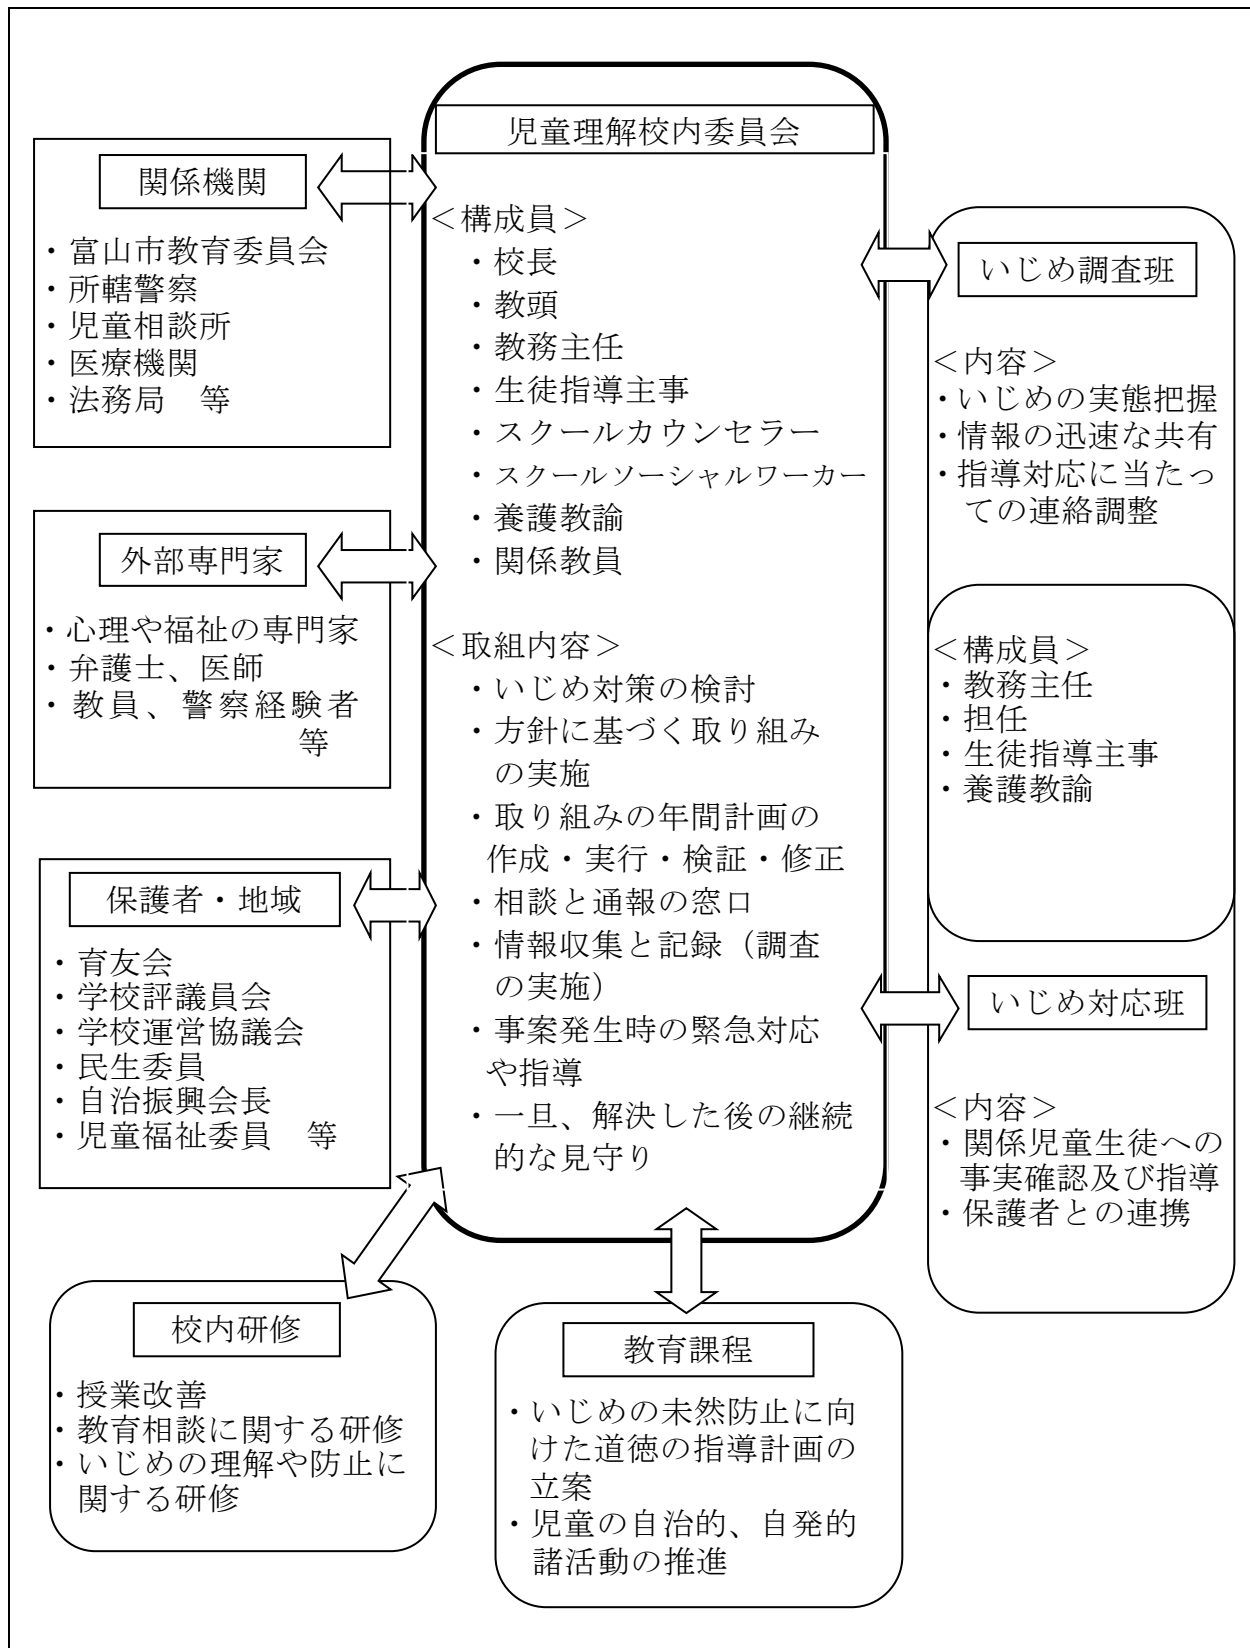 児童理解校内委員会
＜構成員＞
・校長
・教頭
・教務主任
・生徒指導主事
・スクールカウンセラー
・スクールソーシャルワーカー
・養護教諭
・関係教員
＜取組内容＞
・いじめ対策の検討
・方針に基づく取り組み
の実施
・取り組みの年間計画の
作成・実行・検証・修正
・相談と通報の窓口
・情報収集と記録（調査
の実施）
・事案発生時の緊急対応
や指導
・一旦、解決した後の継続
的な見守り
関係機関
・富山市教育委員会
・所轄警察
・児童相談所
・医療機関
・法務局　等
外部専門家
・心理や福祉の専門家
・弁護士、医師
・教員、警察経験者
等
保護者・地域
・育友会
・学校評議員会
・学校運営協議会
・民生委員
・自治振興会長
・児童福祉委員　等
いじめ調査班
＜内容＞
・いじめの実態把握
・情報の迅速な共有
・指導対応に当たっ
ての連絡調整
＜構成員＞
・教務主任
・担任
・生徒指導主事
・養護教諭
いじめ対応班
＜内容＞
・関係児童生徒への
事実確認及び指導
・保護者との連携
校内研修
・授業改善
・教育相談に関する研修
・いじめの理解や防止に
関する研修
教育課程
・いじめの未然防止に向
けた道徳の指導計画の
立案
・児童の自治的、自発的
諸活動の推進